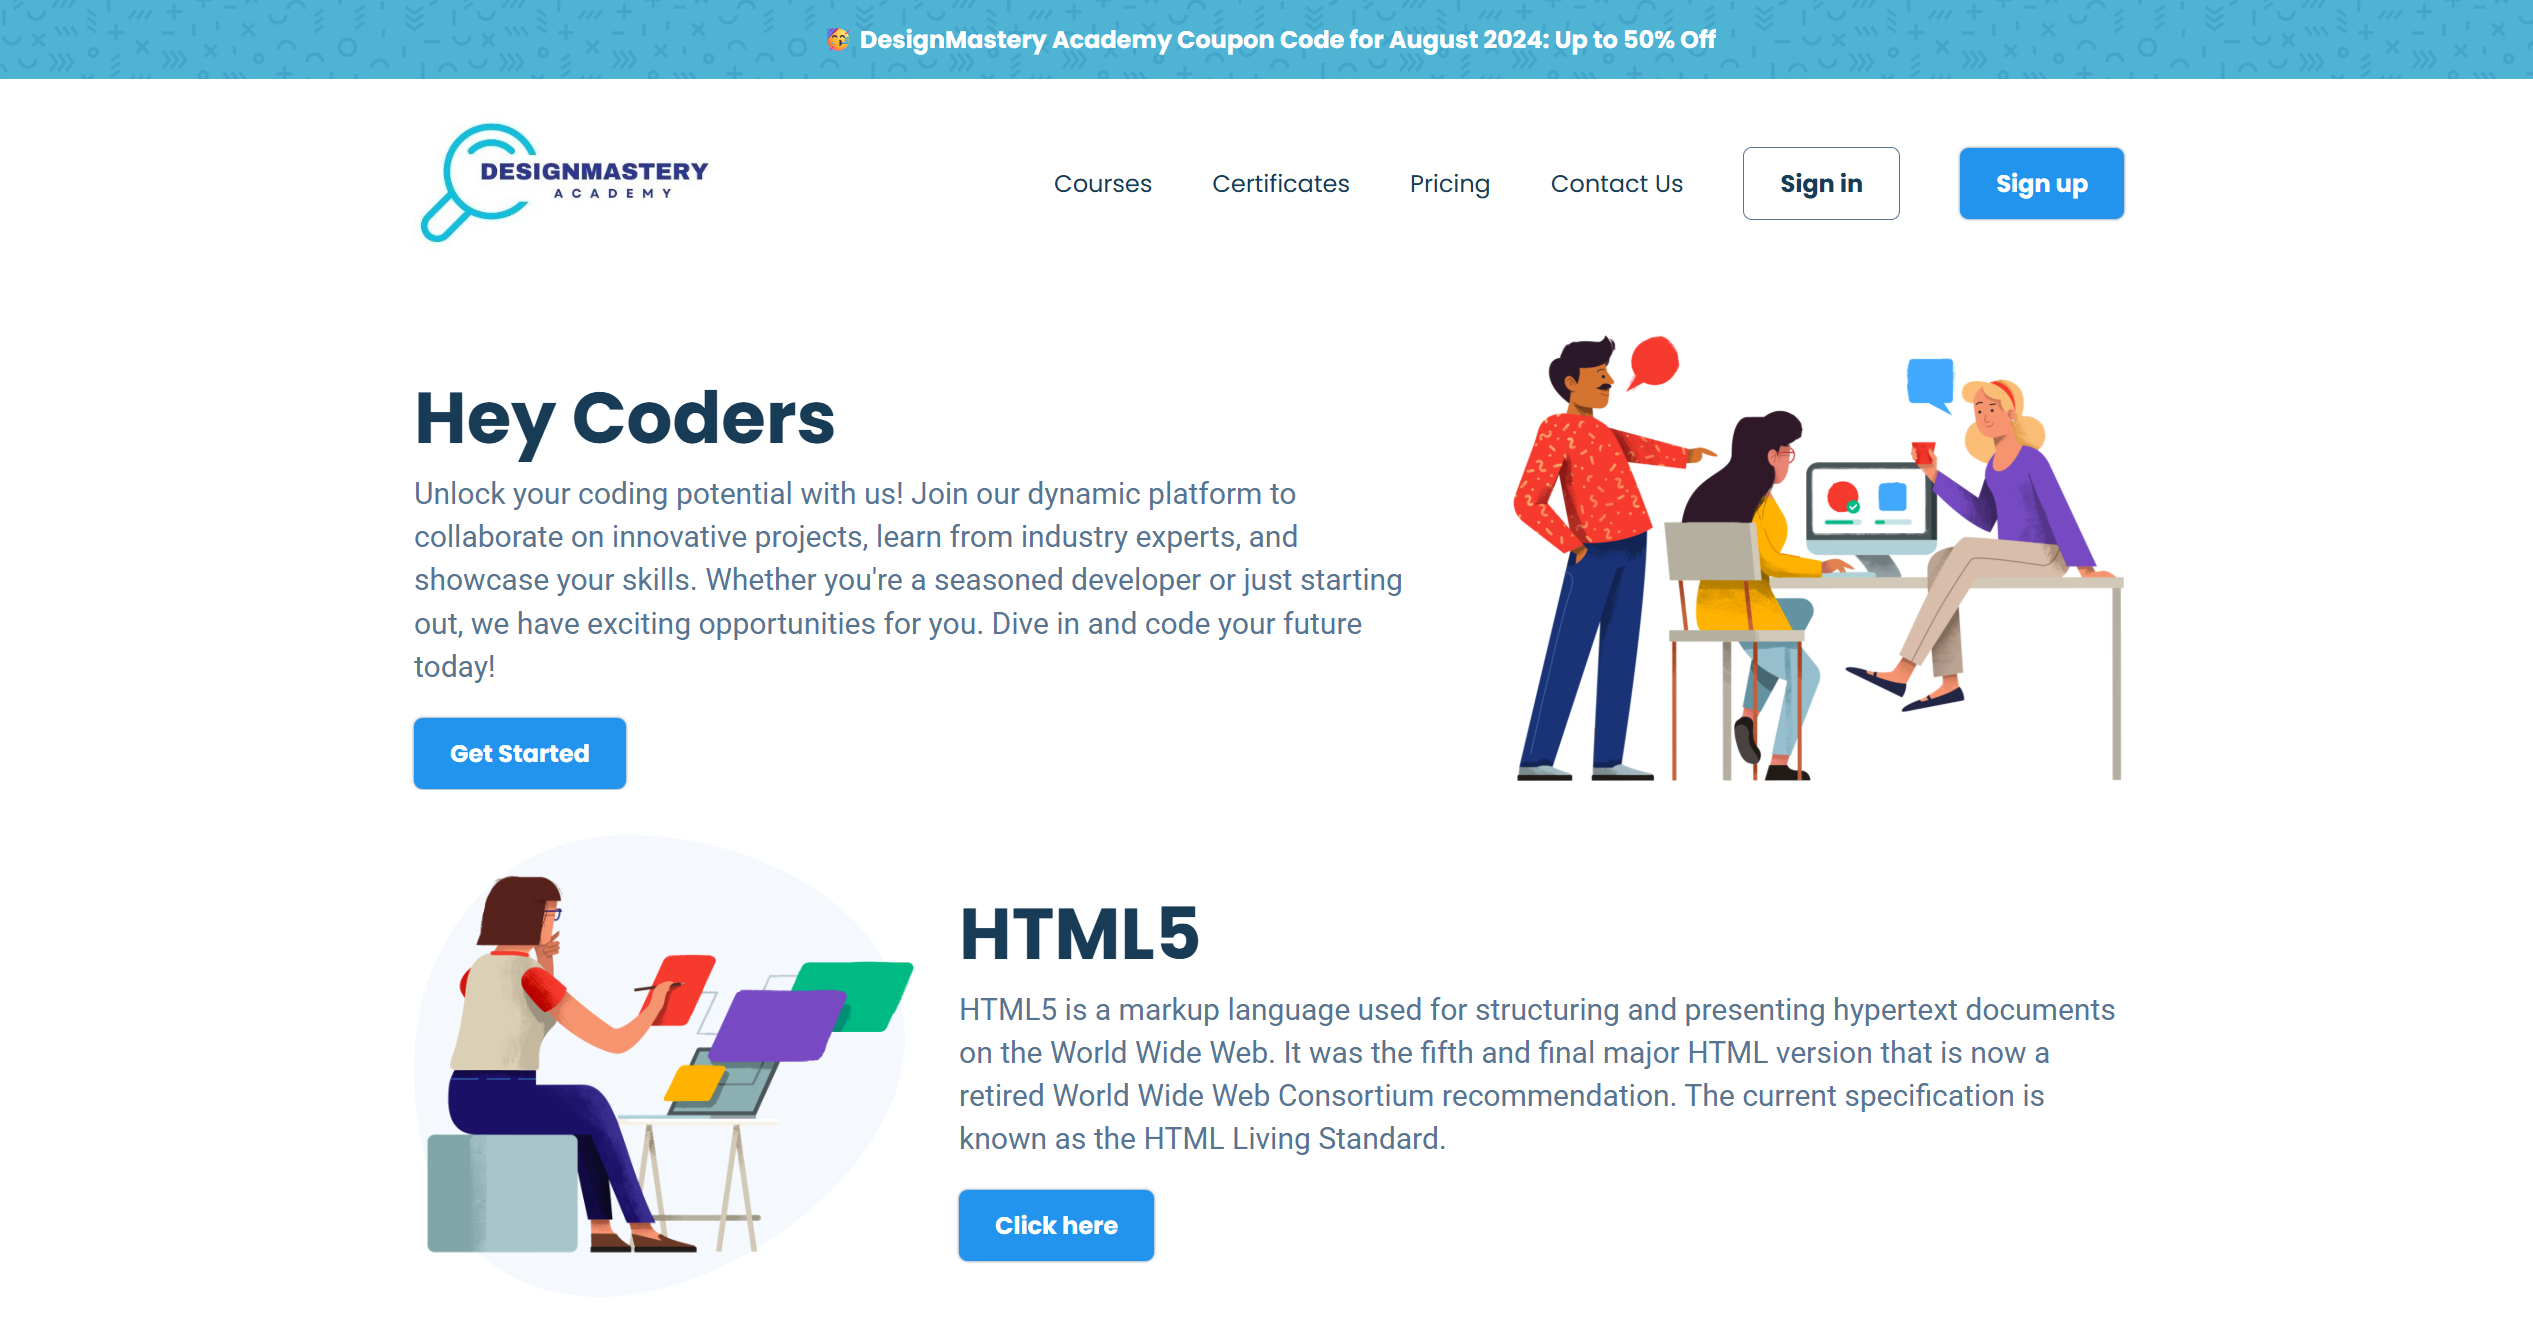 🥳 DesignMastery Academy Coupon Code for August 2024: Up to 50% Off
DESIGNMASTERY
ACADEMY
Courses
Certificates
Pricing
Contact Us
Sign in
Sign up
Hey Coders
Unlock your coding potential with us! Join our dynamic platform to
collaborate on innovative projects, learn from industry experts, and
showcase your skills. Whether you're a seasoned developer or just starting
out, we have exciting opportunities for you. Dive in and code your future
today!
Get Started
HTML5
HTML5 is a markup language used for structuring and presenting hypertext documents
on the World Wide Web. It was the fifth and final major HTML version that is now a
retired World Wide Web Consortium recommendation. The current specification is
known as the HTML Living Standard.
Click here